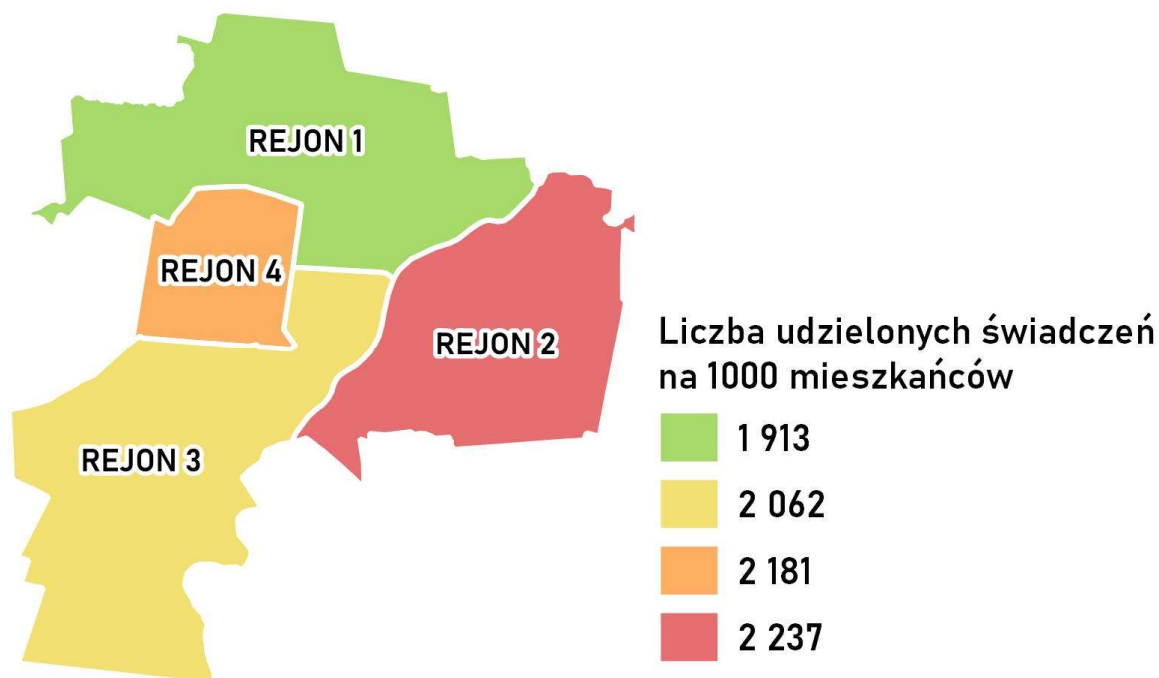 REJON 1
REJON 4
REJON 2
REJON 3
Liczba udzielonych świadczeń
na 1000 mieszkańców
1 913
2 062
2 181
2 237